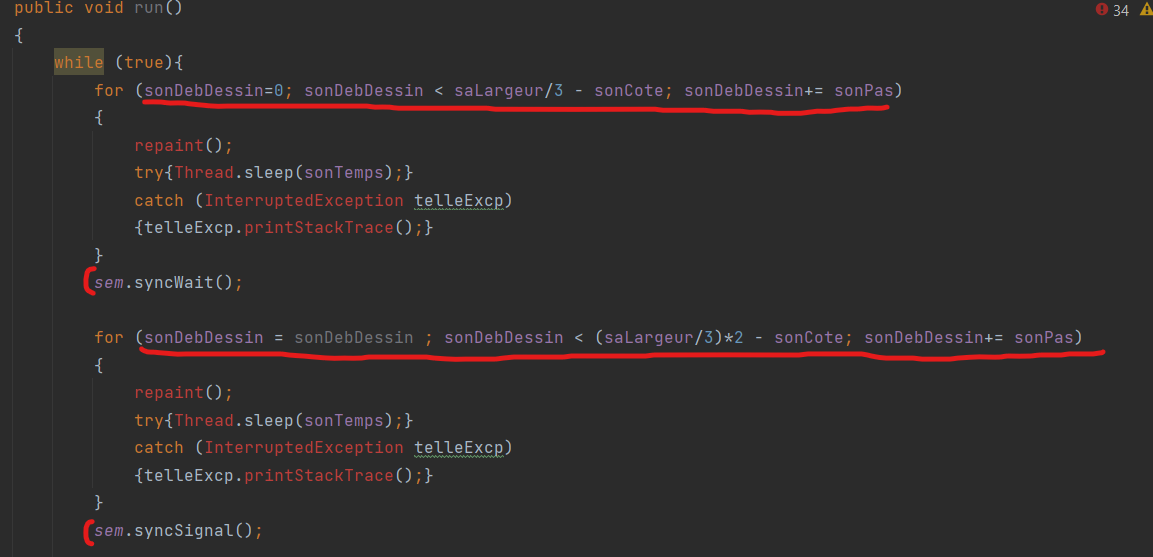 public void run()
34
{
while (true){
for (sonDebDessin=0; sonDebDessin < saLargeur/3 - sonCote; sonDebDessin+= sonPas)
{
repaint();
try{Thread.sleep(sonTemps);}
catch (InterruptedException telleExcp)
{telleExcp.printStackTrace();}
}
sem.syncWait();
for (sonDebDessin = sonDebDessin ; sonDebDessin < (saLargeur/3)*2 - sonCote; sonDebDessin+= sonPas)
{
repaint();
try{Thread.sleep(sonTemps);}
catch (InterruptedException telleExcp)
{telleExcp.printStackTrace();}
}
sem.syncSignal();